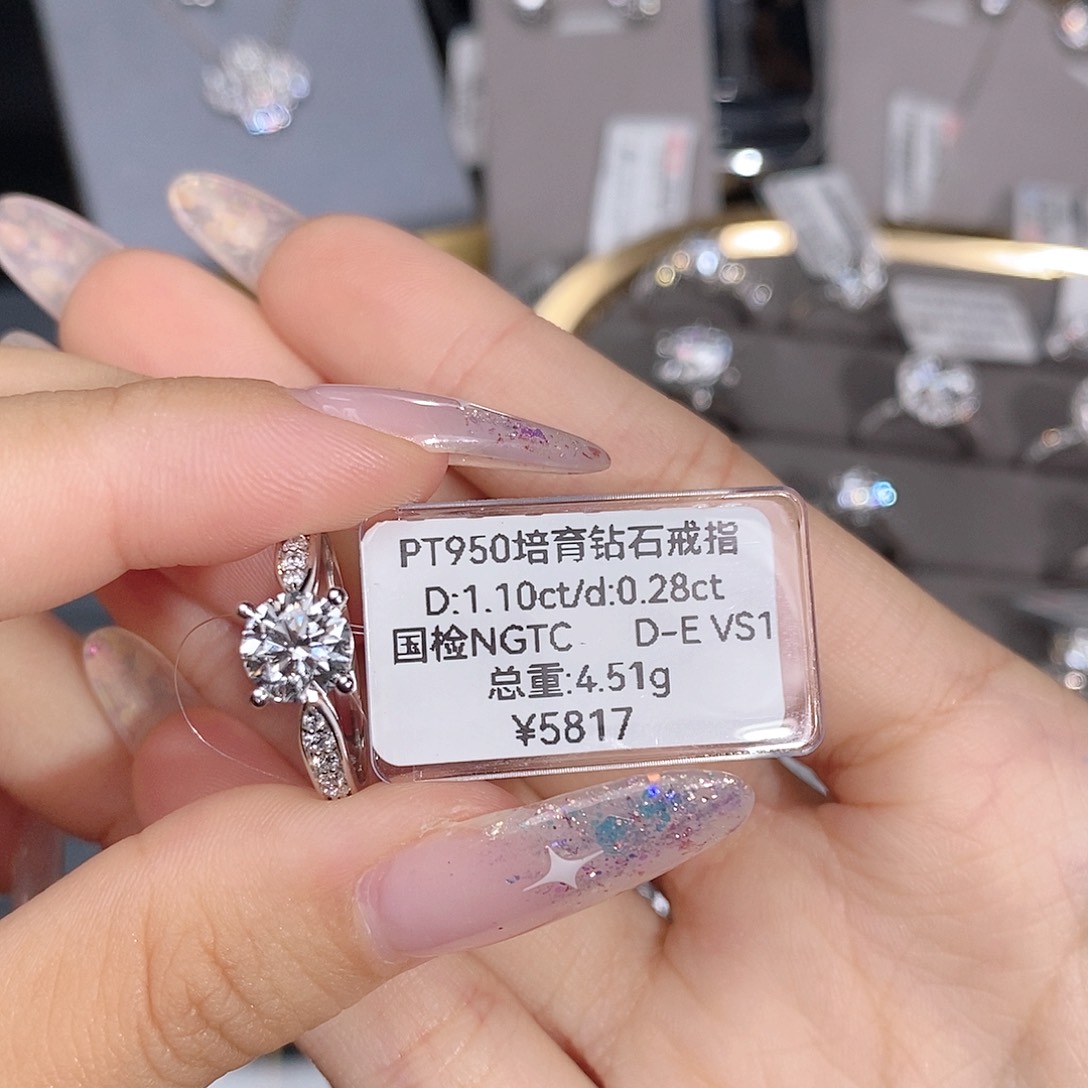 PT950培育钻石戒指
D:1.10ct/d:0.28ct
国检NGTC D-E VS1
总重:4.51g
¥5817